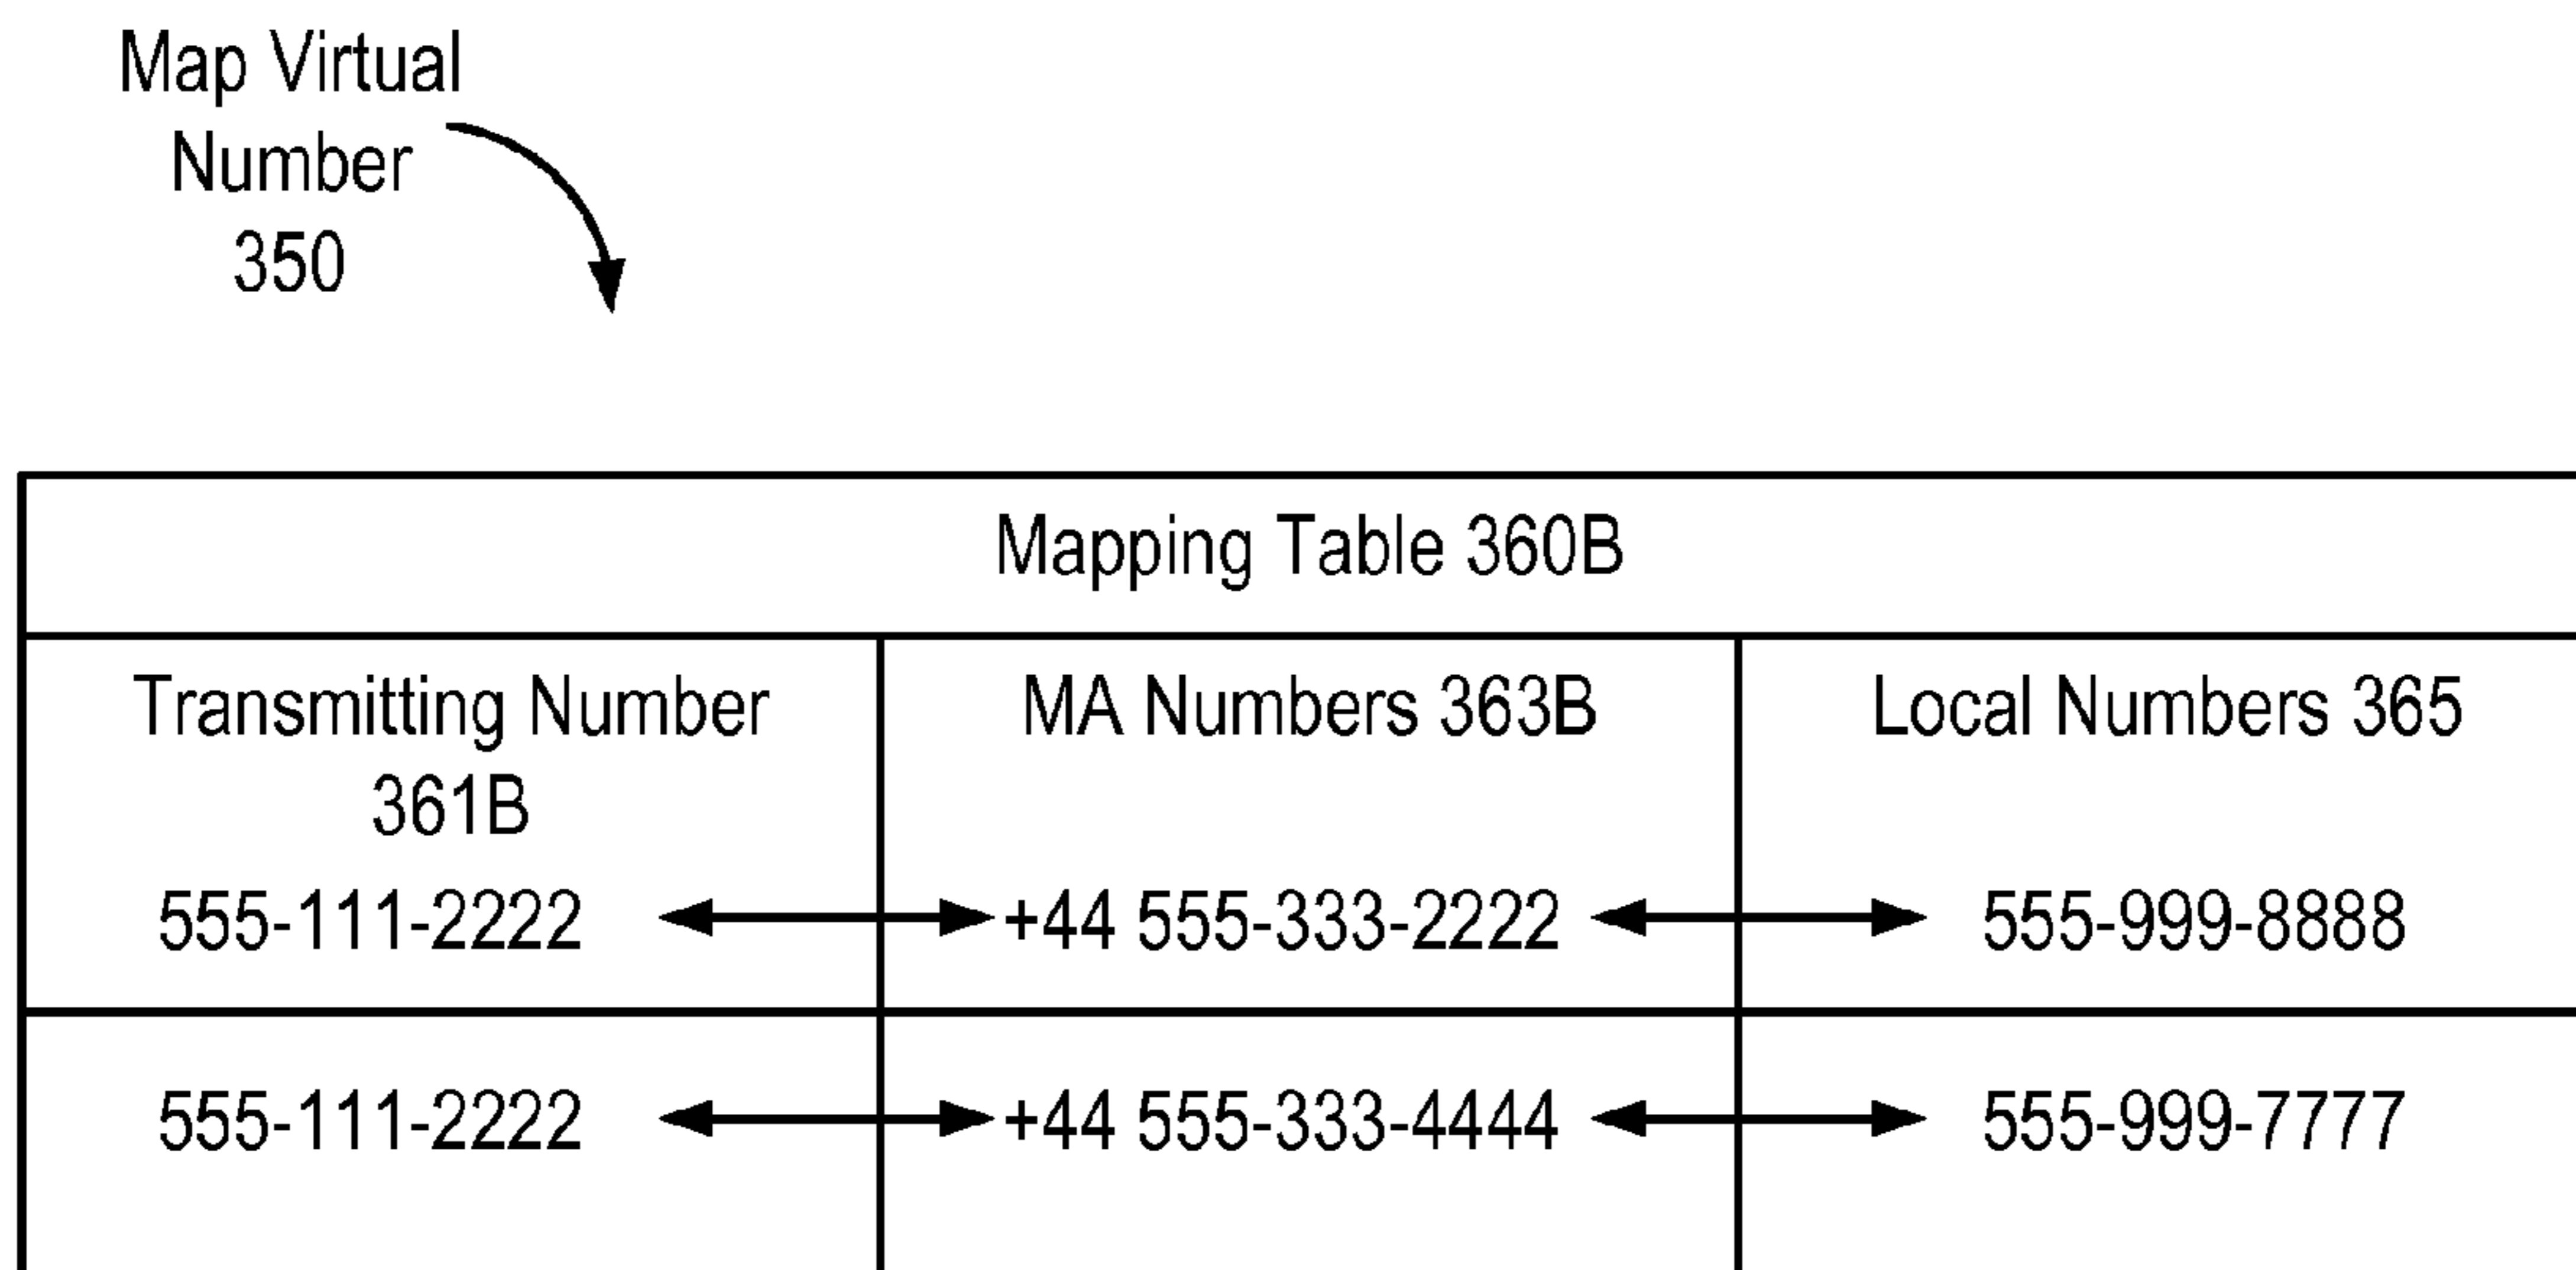 Map Virtual
Number
350
Mapping Table 360B
Transmitting Number
361B
MA Numbers 363B
Local Numbers 365
555-111-2222
+44 555-333-2222
555-999-8888
555-111-2222
+44 555-333-4444
555-999-7777